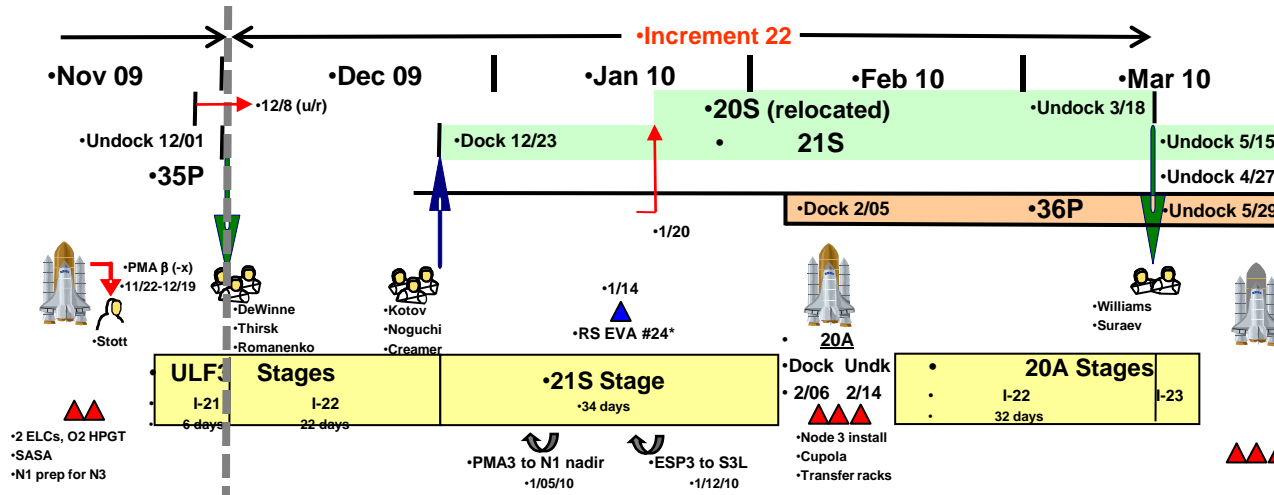 •Increment 22
•Nov 09
•Dec 09
•Jan 10
•Feb 10
•Mar 10
•12/8 (u/r)
•Undock 12/01
•35P
•Dock 12/23
•20S (relocated)
•Undock 3/18
• 21S
•Undock 5/15
•Undock 4/27
•Dock 2/05
•36P
•Undock 5/29
•1/20
•PMA β (-x)
•11/22-12/19
•Stott
•DeWinne
•Thirsk
•Romanenko
•Kotov
•Noguchi
•Creamer
•1/14
•RS EVA #24*
•Williams
•Suraev
• 20A
•Dock Undk
• 2/06 2/14
• ULF3 Stages
• I-21 I-22
• 6 days 22 days
•21S Stage
•34 days
• 20A Stages
• I-22
I-23
• 32 days
•2 ELCs, O2 HPGT
•SASA
•N1 prep for N3
•PMA3 to N1 nadir
•1/05/10
•ESP3 to S3L
•1/12/10
•Node 3 install
•Cupola
•Transfer racks